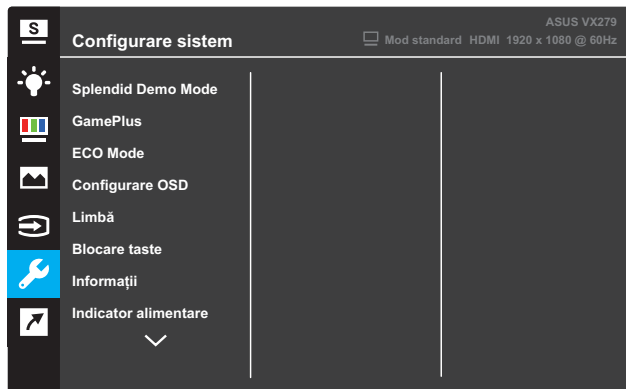 S
ASUS VX279
Configurare sistem
Mod standard HDMI 1920 x 1080 @ 60Hz
Splendid Demo Mode
GamePlus
ECO Mode
Configurare OSD
Limbă
Blocare taste
Informații
Indicator alimentare